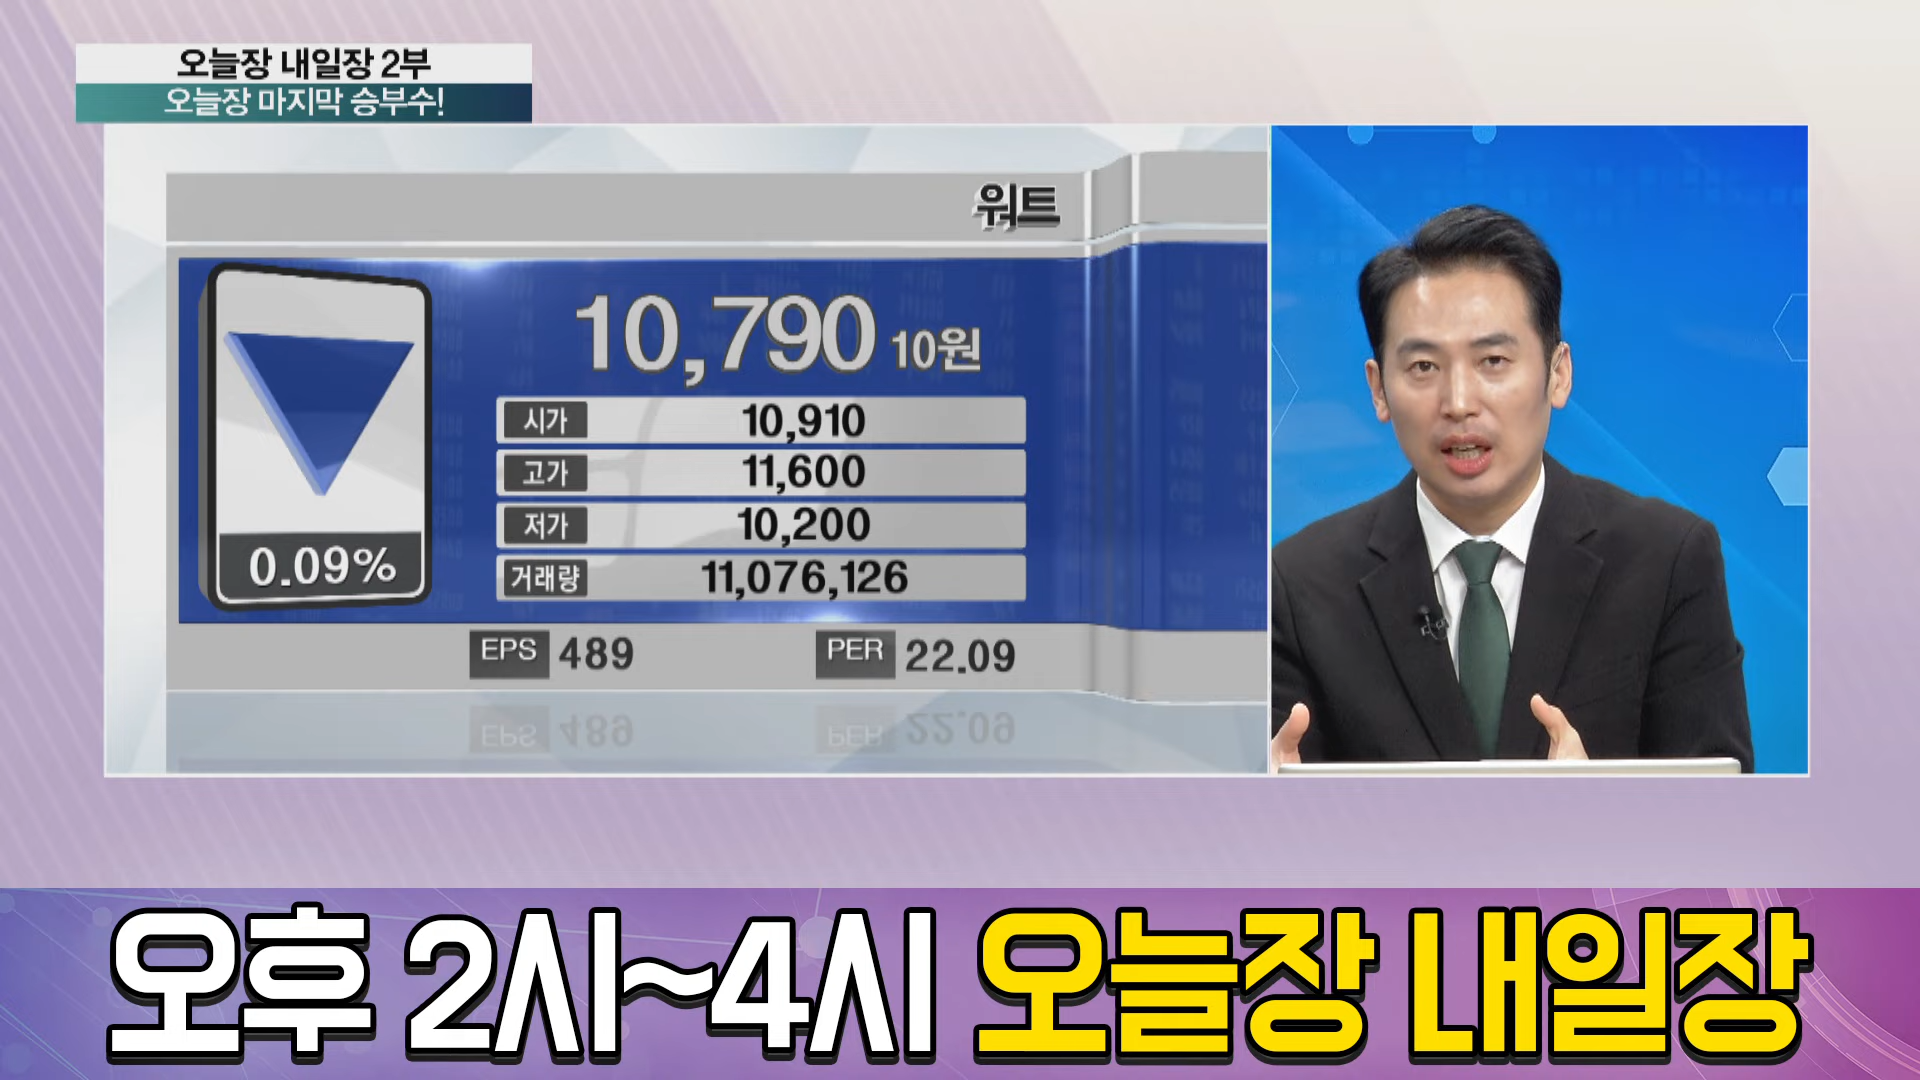 오늘장 내일장 2부
오늘장 마지막 승부수!
워트
10,790 10원
0.09%
시가 10,910
고가 11,600
저가 10,200
거래량 11,076,126
EPS 489 PER 22.09
오후 2시~4시 오늘장 내일장